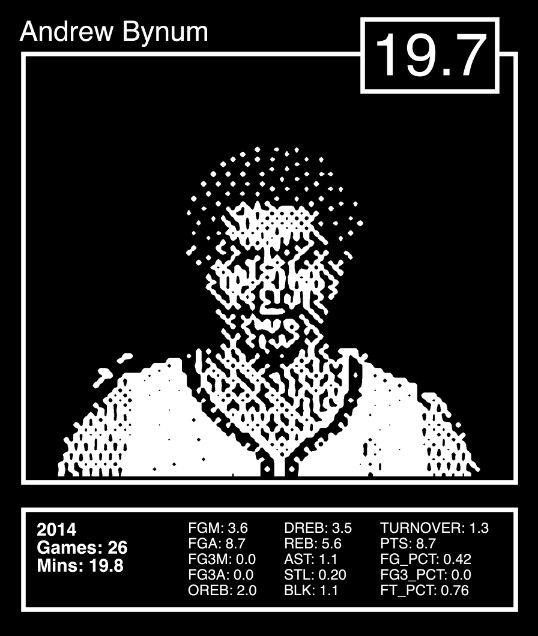 Andrew Bynum
19.7
2014
Games: 26
Mins: 19.8
FGM: 3.6
FGA: 8.7
FG3M: 0.0
FG3A: 0.0
OREB: 2.0
DREB: 3.5
REB: 5.6
AST: 1.1
STL: 0.20
BLK: 1.1
TURNOVER: 1.3
PTS: 8.7
FG_PCT: 0.42
FG3_PCT: 0.0
FT_PCT: 0.76